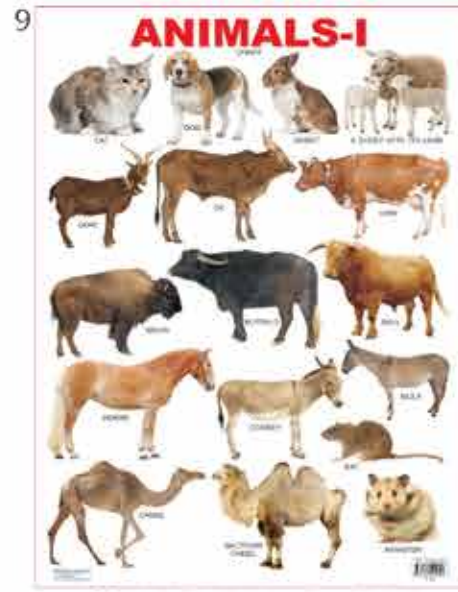 9
ANIMALS-I
CAT
DOG
RABBIT
A SHEEP WITH ITS LAMB
GOAT
OX
COW
BISON
BUFFALO
BULL
HORSE
DONKEY
MULE
RAT
CAMEL
BACTRIAN
CAMEL
HAMSTER